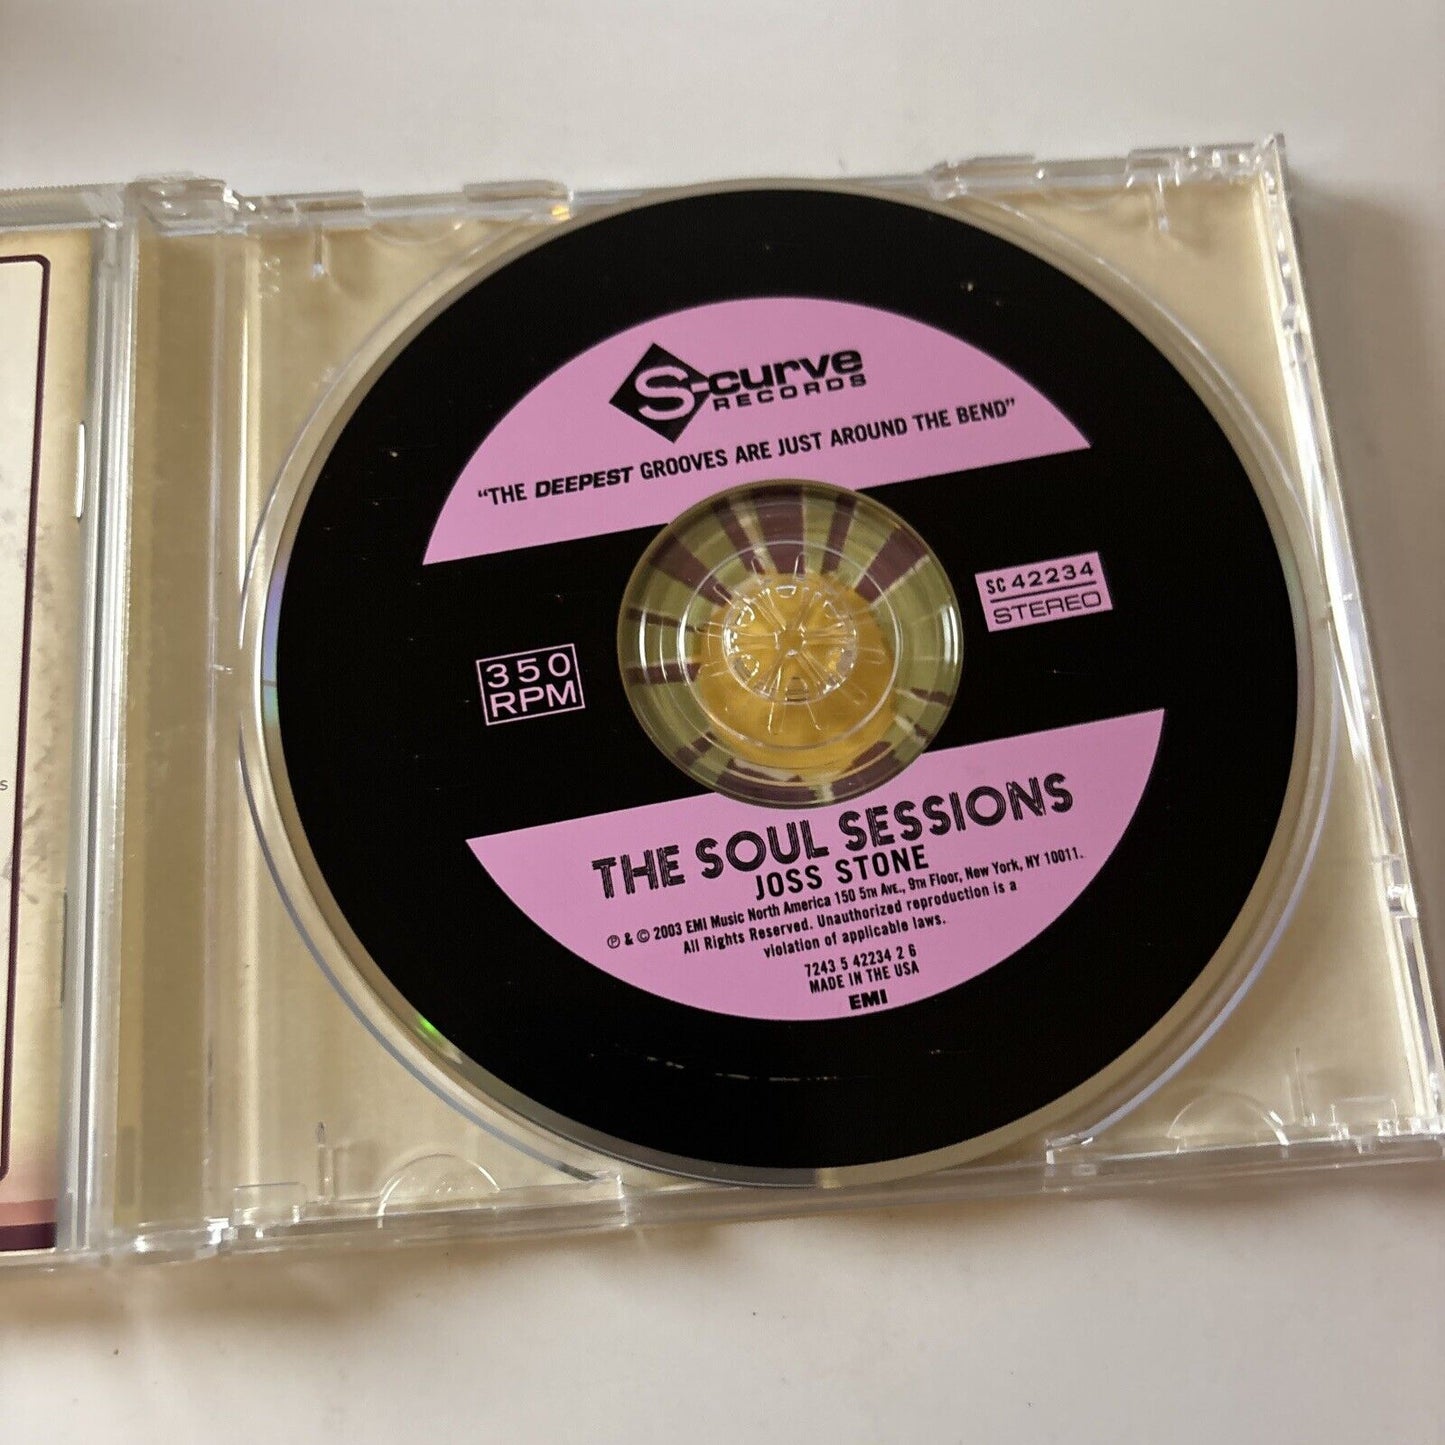 S-curve
RECORDS
"THE DEEPEST GROOVES ARE JUST AROUND THE BEND"
SC 42234
STEREO
350
RPM
THE SOUL SESSIONS
JOSS STONE
℗ & © 2003 EMI Music North America 150 5TH AVE., 9TH Floor, New York, NY 10011.
All Rights Reserved. Unauthorized reproduction is a
violation of applicable laws.
7243 5 42234 2 6
MADE IN THE USA
EMI
s